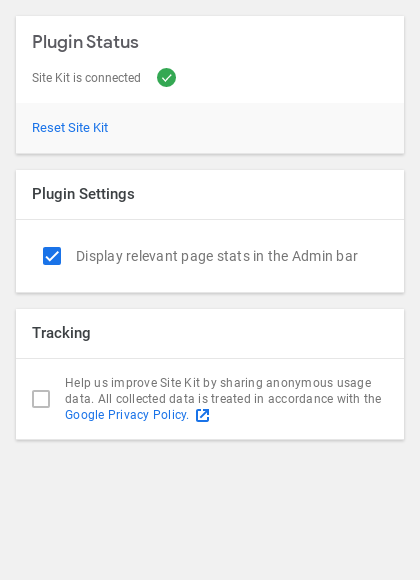 Plugin Status
Site Kit is connected
Reset Site Kit
Plugin Settings
Display relevant page stats in the Admin bar
Tracking
Help us improve Site Kit by sharing anonymous usage
data. All collected data is treated in accordance with the
Google Privacy Policy.